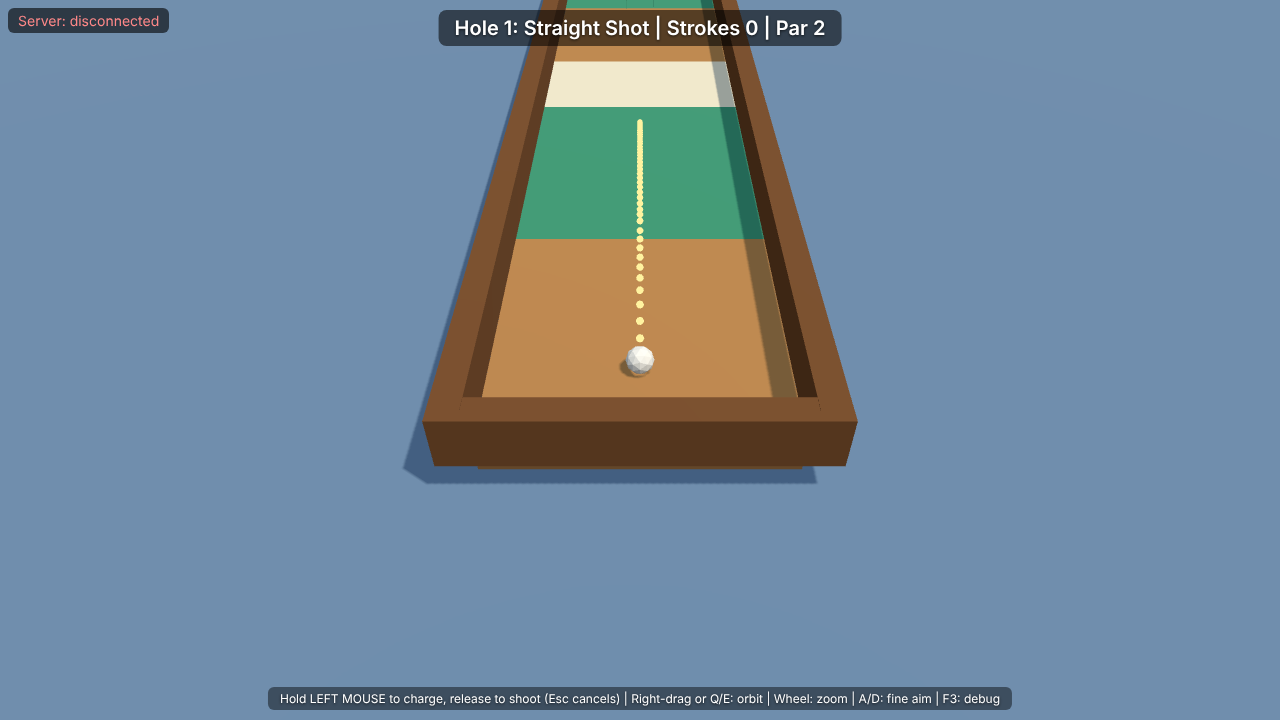 Server: disconnected
Hole 1: Straight Shot | Strokes 0 | Par 2
Hold LEFT MOUSE to charge, release to shoot (Esc cancels) | Right-drag or Q/E: orbit | Wheel: zoom | A/D: fine aim | F3: debug